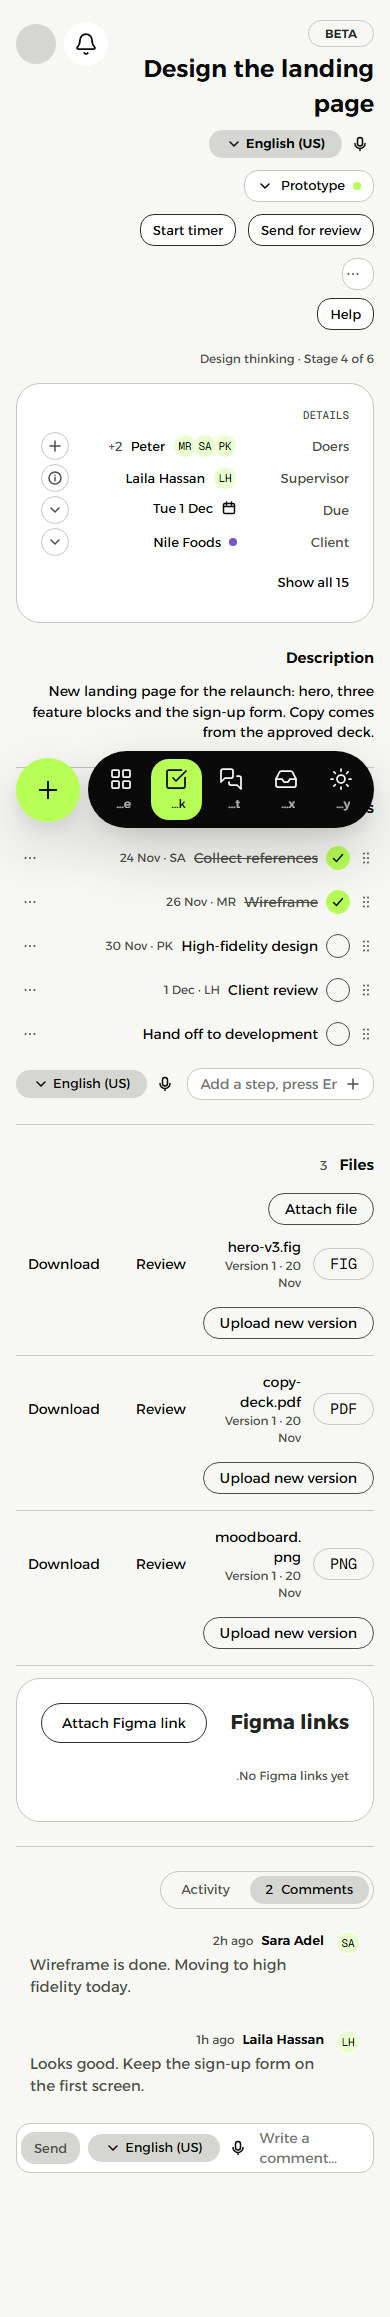 BETA
Design the landing
page
English (US)
Prototype
Start timer
Send for review
...
Help
Design thinking · Stage 4 of 6
DETAILS
Doers MR SA PK Peter +2
Supervisor LH Laila Hassan
Due Tue 1 Dec
Client Nile Foods
Show all 15
Description
New landing page for the relaunch: hero, three
feature blocks and the sign-up form. Copy comes
from the approved deck.
...e
...k
...t
...x
...y
Collect references 24 Nov · SA ...
Wireframe 26 Nov · MR ...
High-fidelity design 30 Nov · PK ...
Client review 1 Dec · LH ...
Hand off to development ...
Add a step, press Er
English (US)
Files 3
Attach file
FIG
hero-v3.fig
Version 1 · 20
Nov
Review
Download
Upload new version
PDF
copy-
deck.pdf
Version 1 · 20
Nov
Review
Download
Upload new version
PNG
moodboard.
png
Version 1 · 20
Nov
Review
Download
Upload new version
Figma links
Attach Figma link
.No Figma links yet
Comments 2
Activity
SA Sara Adel 2h ago
Wireframe is done. Moving to high
fidelity today.
LH Laila Hassan 1h ago
Looks good. Keep the sign-up form on
the first screen.
Write a
comment...
English (US)
Send